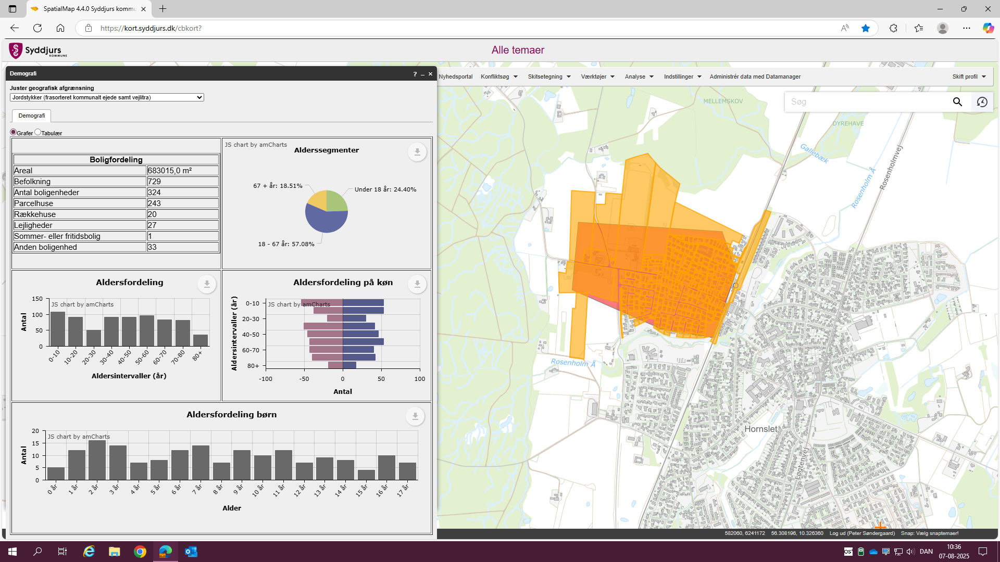 SpatialMap 4.4.0 Syddjurs kommu
https://kort.syddjurs.dk/cbkort?
Syddjurs
KOMMUNE
Alle temaer
Demografi
?
Nyhedsportal
Konfliktsøg
Skitsetegning
Værktøjer
Analyse
Indstillinger
Administrér data med Datamanager
Skift profil
Søg
Juster geografisk afgrænsning
Jordstykker (frasorteret kommunalt ejede samt vejlitra)
Demografi
Grafer Tabulær
Boligfordeling
Areal 683015,0 m²
Befolkning 729
Antal boligenheder 324
Parcelhuse 243
Rækkehuse 20
Lejligheder 27
Sommer- eller fritidsbolig 1
Anden boligenhed 33
JS chart by amCharts
Alderssegmenter
67 + år: 18.51%
Under 18 år: 24.40%
18 - 67 år: 57.08%
Aldersfordeling
JS chart by amCharts
Antal
150
100
50
0
0-10 10-20 20-30 30-40 40-50 50-60 60-70 70-80 80+
Aldersintervaller (år)
Aldersfordeling på køn
JS chart by amCharts
Aldersintervaller (år)
0-10
20-30
40-50
60-70
80+
-100 -50 0 50 100
Antal
Aldersfordeling børn
JS chart by amCharts
Antal
20
15
10
5
0
0 år 1 år 2 år 3 år 4 år 5 år 6 år 7 år 8 år 9 år 10 år 11 år 12 år 13 år 14 år 15 år 16 år 17 år
Alder
MELLEMSKOV
DYREHAVE
Gallebæk
Rosenholm Å
Rosenholmvej
Rosenholm Å
Hornslet
Løgtenvej
582060, 6241172 56.308196, 10.326360 Log ud (Peter Søndergaard) Snap: Vælg snaptemaer!
DAN
10:36
07-08-2025